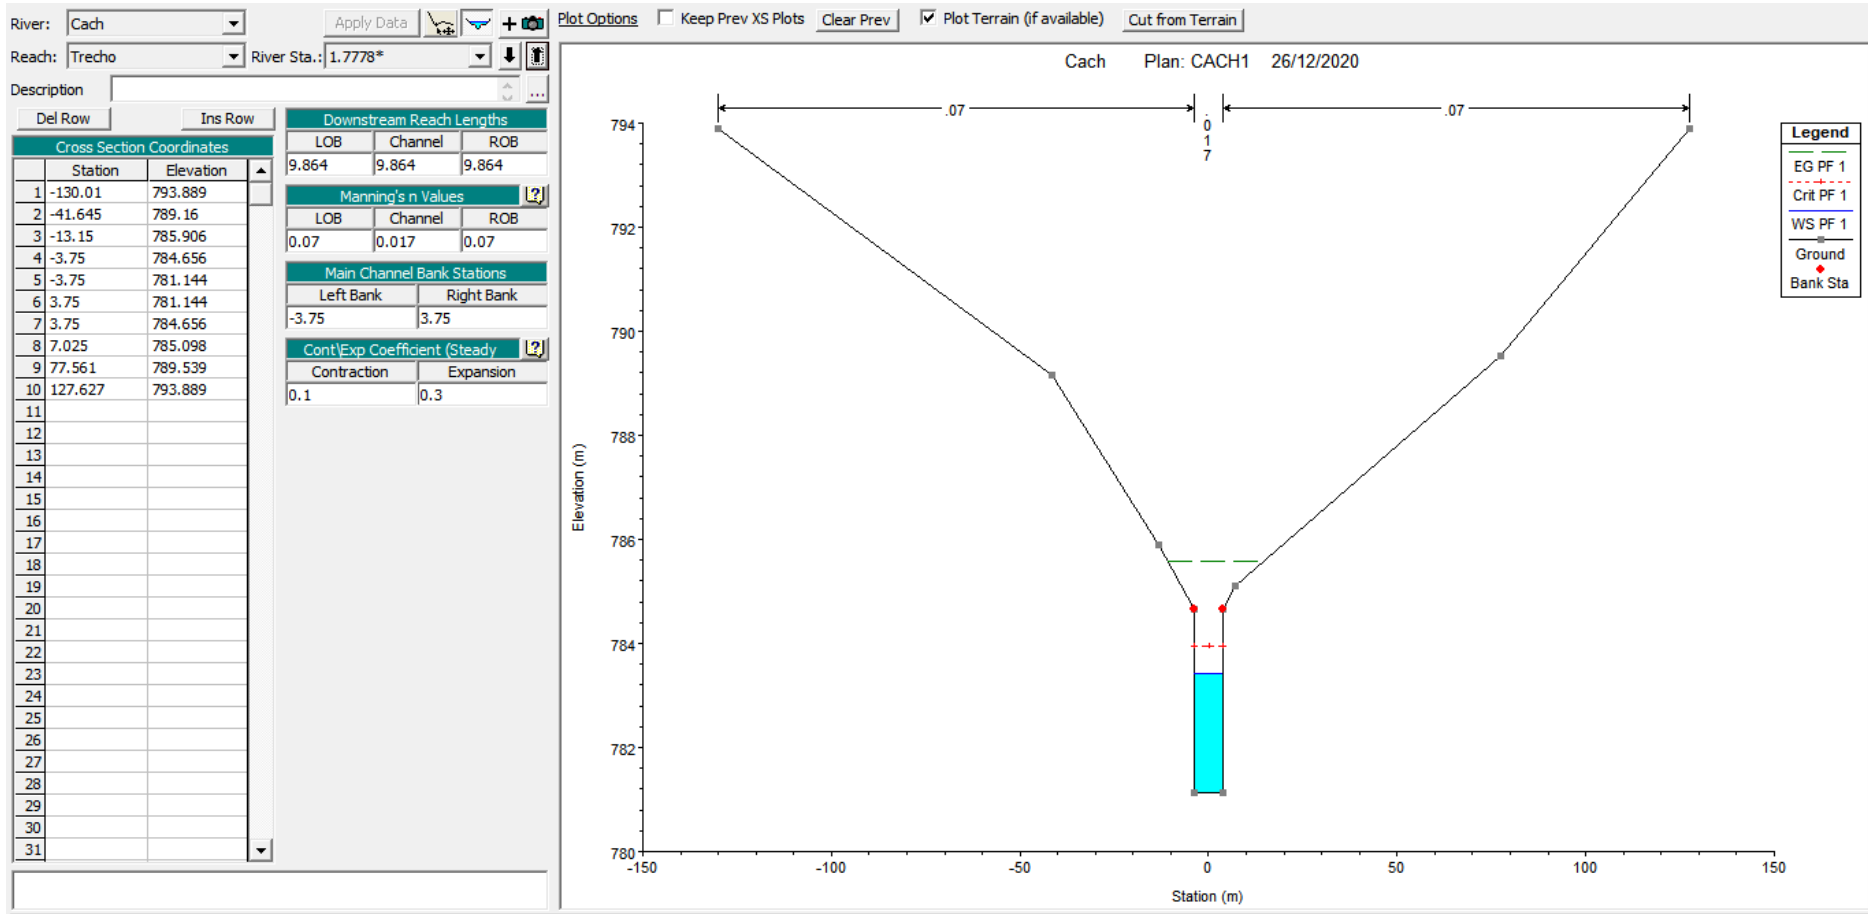 River: Cach Apply Data
Reach: Trecho River Sta.: 1.7778*
Description ...
Del Row Ins Row
Cross Section Coordinates
Station Elevation
1 -130.01 793.889
2 -41.645 789.16
3 -13.15 785.906
4 -3.75 784.656
5 -3.75 781.144
6 3.75 781.144
7 3.75 784.656
8 7.025 785.098
9 77.561 789.539
10 127.627 793.889
11
12
13
14
15
16
17
18
19
20
21
22
23
24
25
26
27
28
29
30
31
Downstream Reach Lengths
LOB Channel ROB
9.864 9.864 9.864
Manning's n Values
LOB Channel ROB
0.07 0.017 0.07
Main Channel Bank Stations
Left Bank Right Bank
-3.75 3.75
Cont\Exp Coefficient (Steady
Contraction Expansion
0.1 0.3
Plot Options Keep Prev XS Plots Clear Prev Plot Terrain (if available) Cut from Terrain
Cach Plan: CACH1 26/12/2020
.07 .017 .07
Legend
EG PF 1
Crit PF 1
WS PF 1
Ground
Bank Sta
794
792
790
788
786
784
782
780
Elevation (m)
-150 -100 -50 0 50 100 150
Station (m)